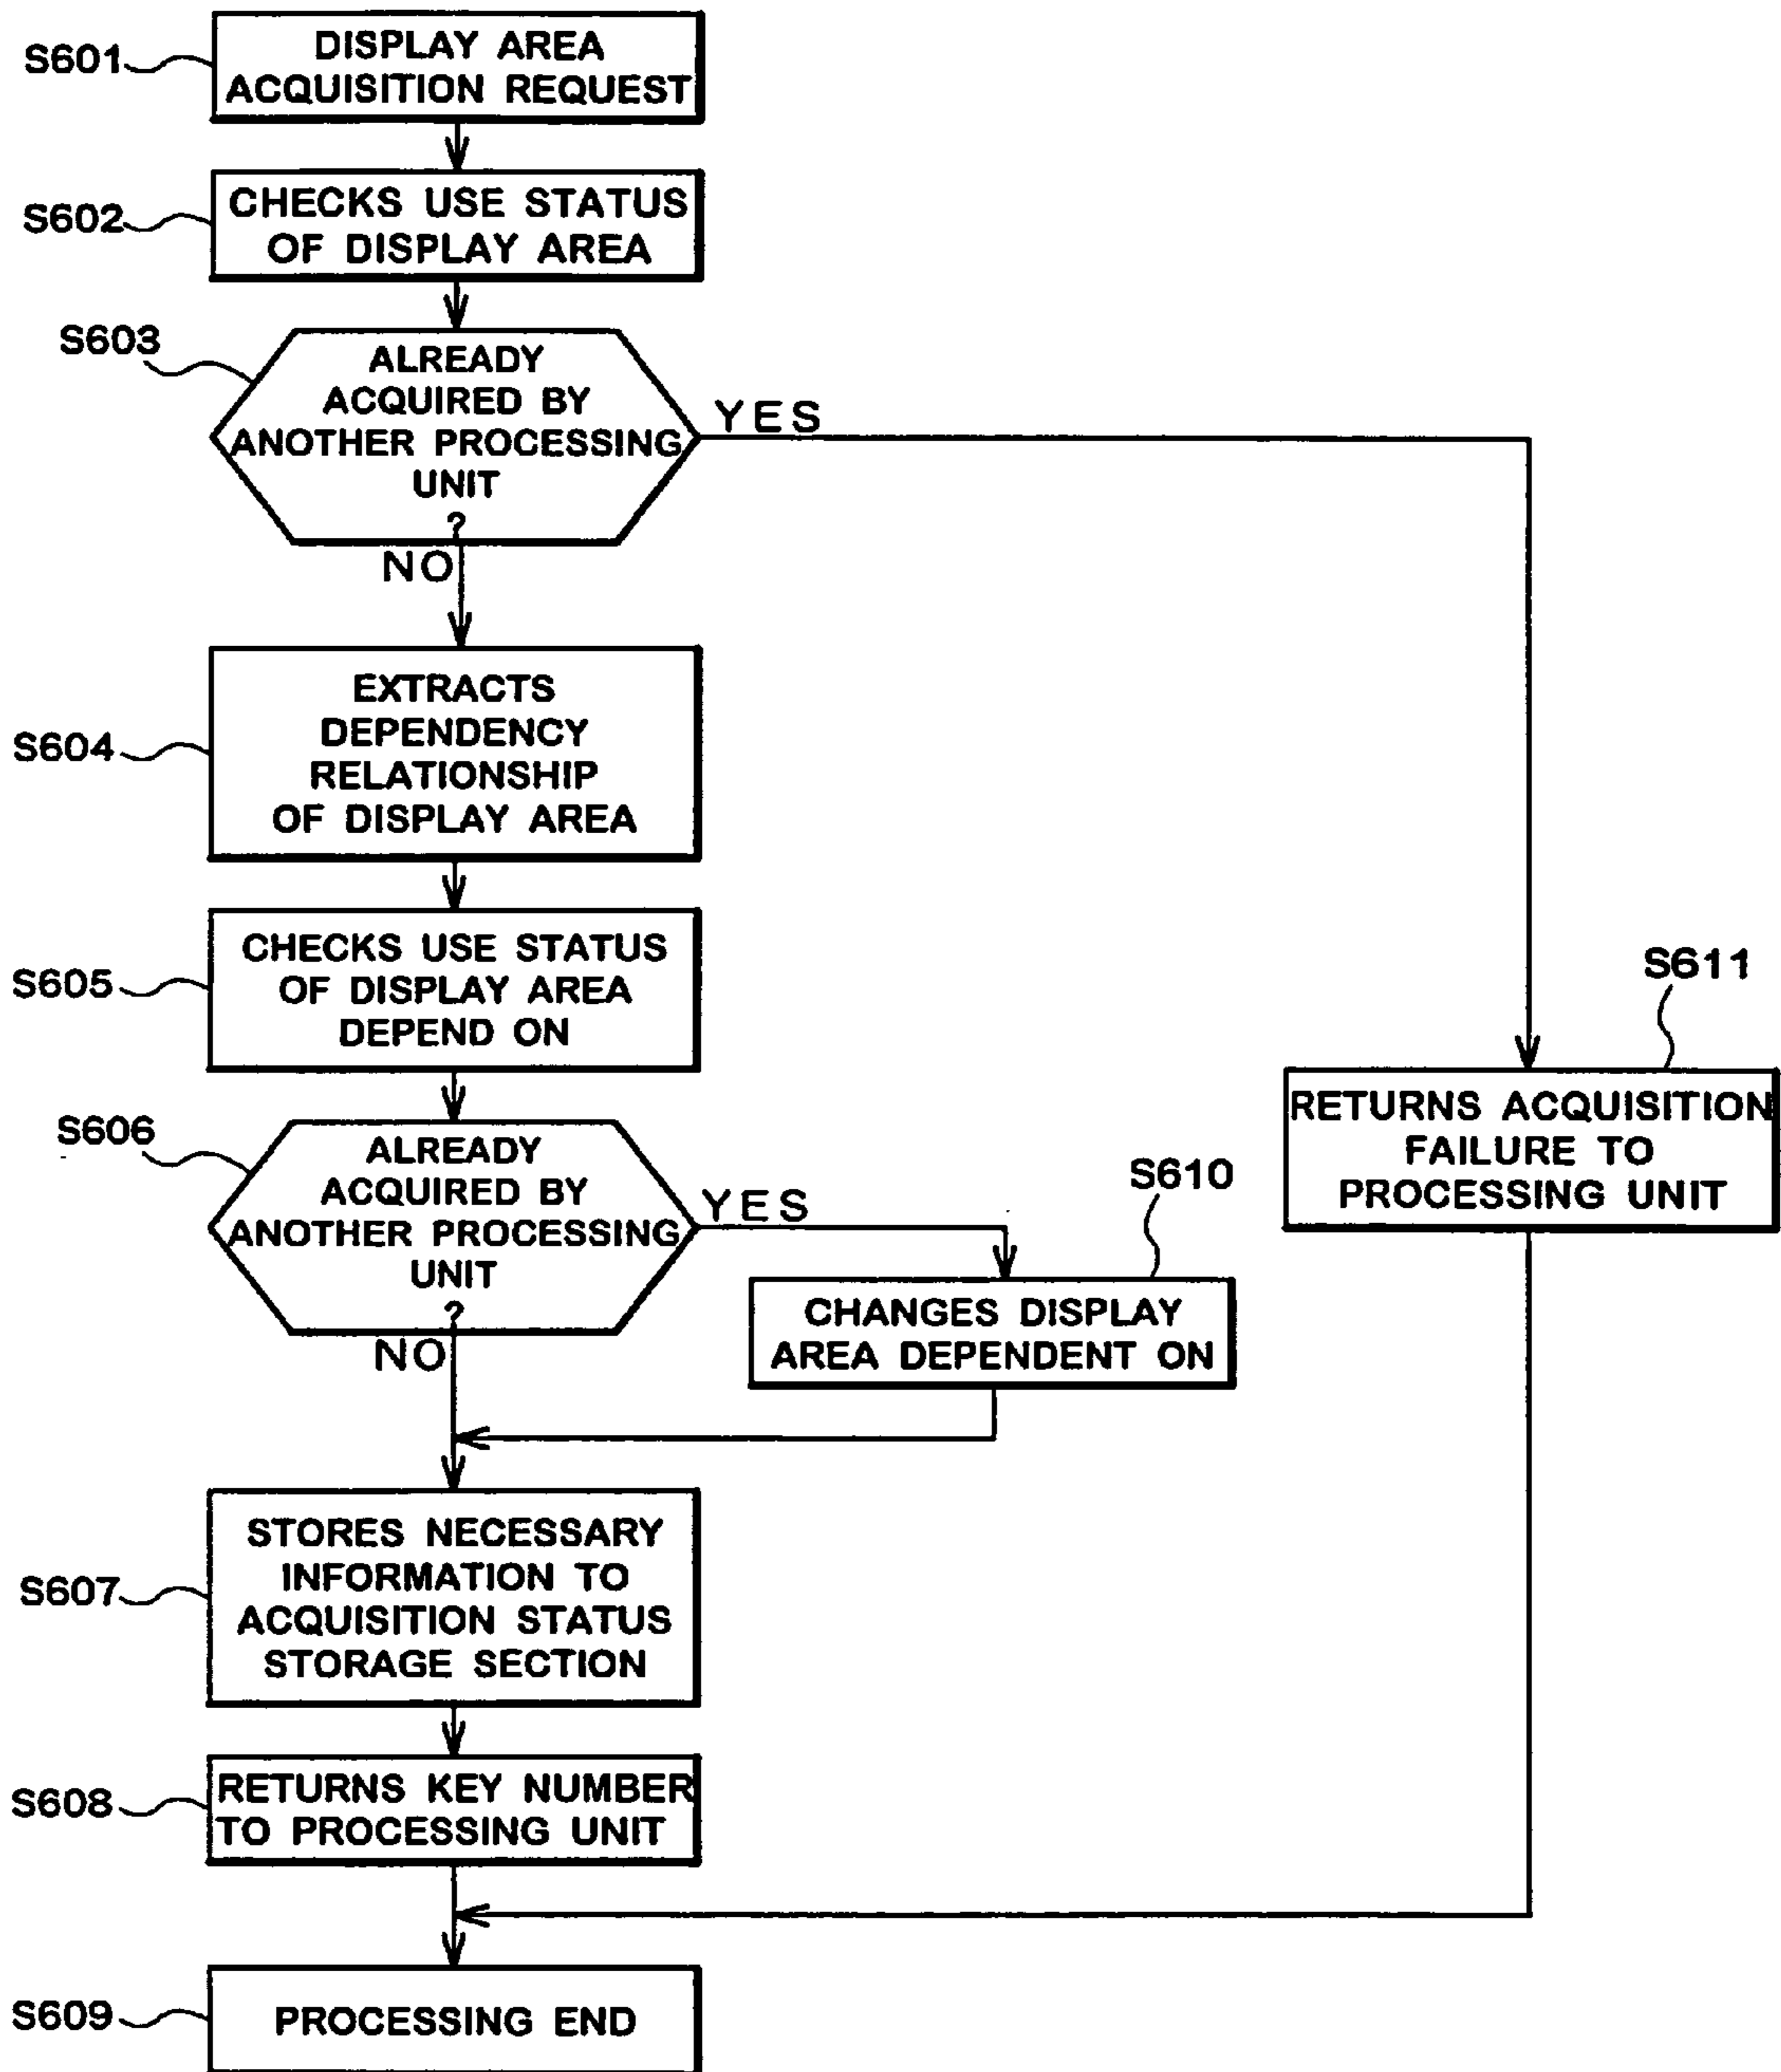 S601
DISPLAY AREA
ACQUISITION REQUEST
S602
CHECKS USE STATUS
OF DISPLAY AREA
S603
ALREADY
ACQUIRED BY
ANOTHER PROCESSING
UNIT
?
YES
NO
S604
EXTRACTS
DEPENDENCY
RELATIONSHIP
OF DISPLAY AREA
S605
CHECKS USE STATUS
OF DISPLAY AREA
DEPEND ON
S606
ALREADY
ACQUIRED BY
ANOTHER PROCESSING
UNIT
?
YES
NO
S610
CHANGES DISPLAY
AREA DEPENDENT ON
S611
RETURNS ACQUISITION
FAILURE TO
PROCESSING UNIT
S607
STORES NECESSARY
INFORMATION TO
ACQUISITION STATUS
STORAGE SECTION
S608
RETURNS KEY NUMBER
TO PROCESSING UNIT
S609
PROCESSING END